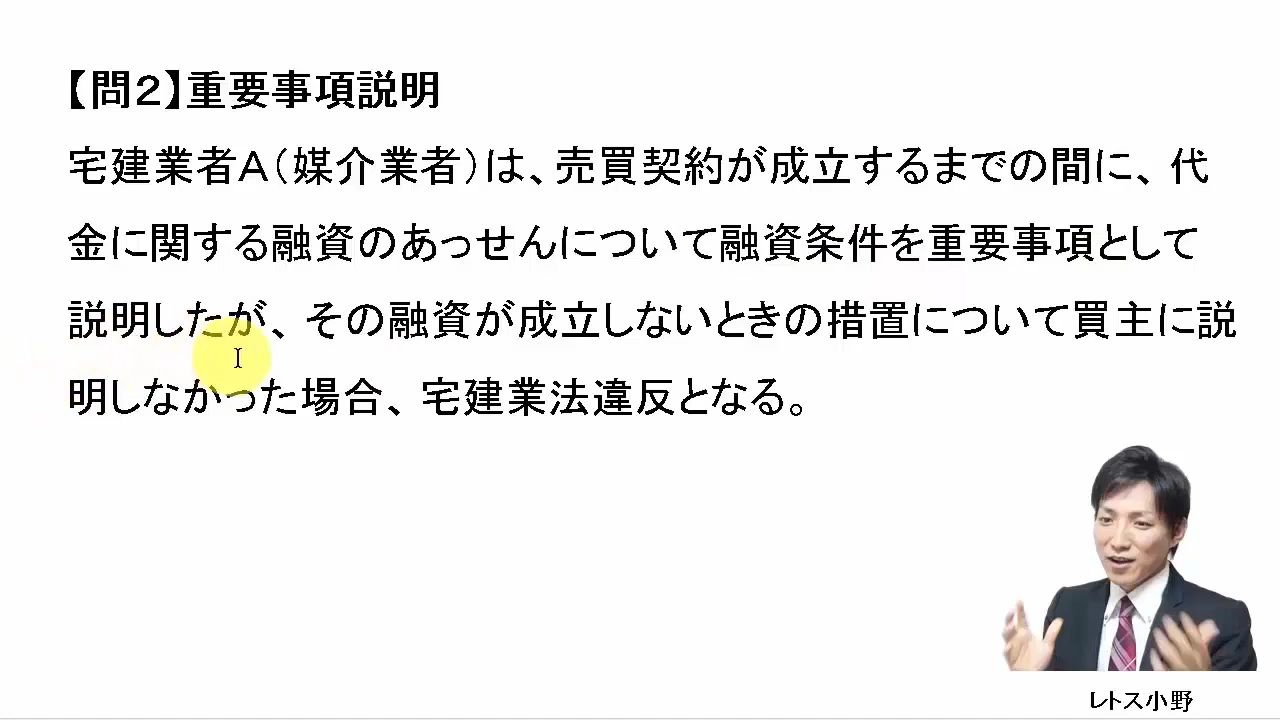 【問２】重要事項説明
宅建業者Ａ（媒介業者）は、売買契約が成立するまでの間に、代
金に関する融資のあっせんについて融資条件を重要事項として
説明したが、その融資が成立しないときの措置について買主に説
明しなかった場合、宅建業法違反となる。
レトス小野